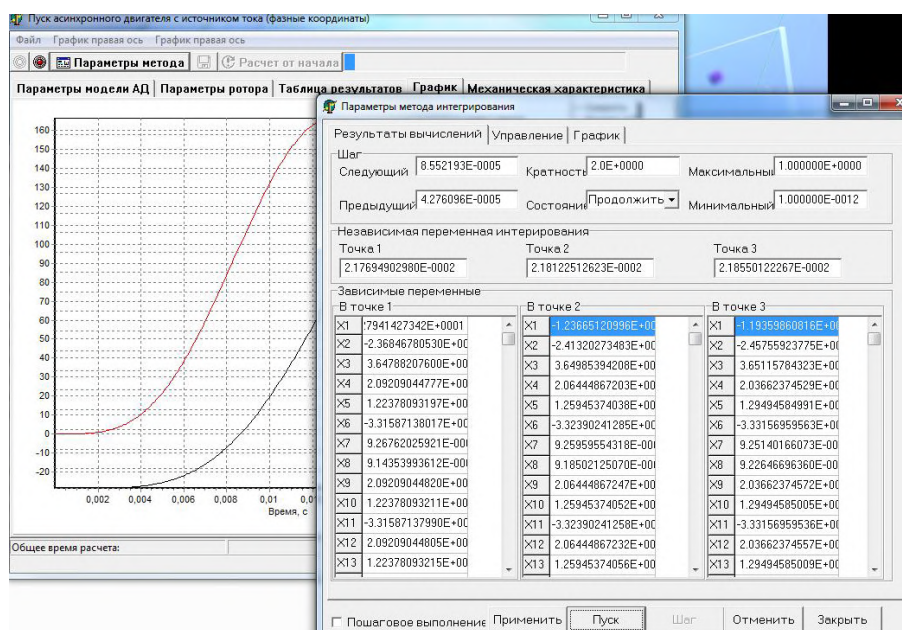 Пуск асинхронного двигателя с источником тока (фазные координаты)
Файл График правая ось График правая ось
Параметры метода Расчет от начала
Параметры модели АД Параметры ротора Таблица результатов График Механическая характеристика
160
150
140
130
120
110
100
90
80
70
60
50
40
30
20
10
0
-10
-20
0,002 0,004 0,006 0,008 0,01
Время, с
Общее время расчета:
Параметры метода интегрирования
Результаты вычислений Управление График
Шаг
Следующий 8.552193E-0005 Кратность 2.0E+0000 Максимальны 1.000000E+0000
Предыдущи 4.276096E-0005 Состояни Продолжить Минимальный 1.000000E-0012
Независимая переменная интерирования
Точка 1 Точка 2 Точка 3
2.17694902980E-0002 2.18122512623E-0002 2.18550122267E-0002
Зависимые переменные
В точке 1 В точке 2 В точке 3
X1 7941427342E+0001 X1 -1.23665120996E+00 X1 -1.19359860816E+00
X2 -2.36846780530E+00 X2 -2.41320273483E+00 X2 -2.45755923775E+00
X3 3.64788207600E+00 X3 3.64985394208E+00 X3 3.65115784323E+00
X4 2.09209044777E+00 X4 2.06444867203E+00 X4 2.03662374529E+00
X5 1.22378093197E+00 X5 1.25945374038E+00 X5 1.29494584991E+00
X6 -3.31587138017E+00 X6 -3.32390241285E+00 X6 -3.33156959563E+00
X7 9.26762025921E-00 X7 9.25959554318E-00 X7 9.25140166073E-00
X8 9.14353993612E-00 X8 9.18502125070E-00 X8 9.22646696360E-00
X9 2.09209044820E+00 X9 2.06444867247E+00 X9 2.03662374572E+00
X10 1.22378093211E+00 X10 1.25945374052E+00 X10 1.29494585005E+00
X11 -3.31587137990E+00 X11 -3.32390241258E+00 X11 -3.33156959536E+00
X12 2.09209044805E+00 X12 2.06444867232E+00 X12 2.03662374557E+00
X13 1.22378093215E+00 X13 1.25945374056E+00 X13 1.29494585009E+00
Пошаговое выполнение Применить Пуск Шаг Отменить Закрыть